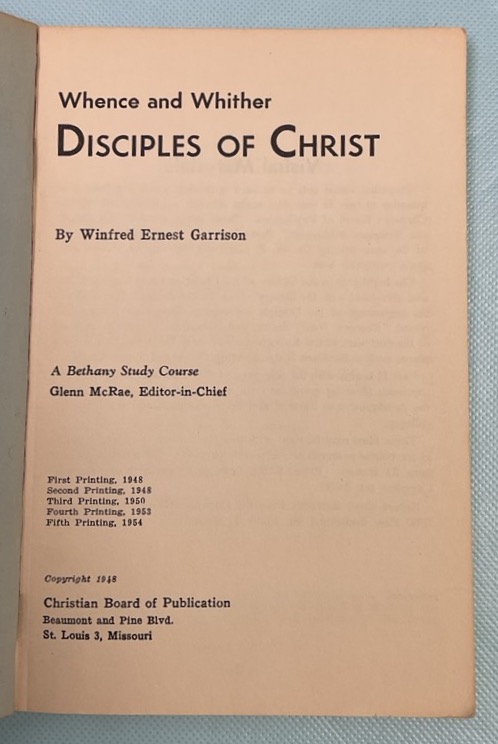 Whence and Whither
DISCIPLES OF CHRIST
By Winfred Ernest Garrison
A Bethany Study Course
Glenn McRae, Editor-in-Chief
First Printing, 1948
Second Printing, 1948
Third Printing, 1950
Fourth Printing, 1953
Fifth Printing, 1954
Copyright 1948
Christian Board of Publication
Beaumont and Pine Blvd.
St. Louis 3, Missouri